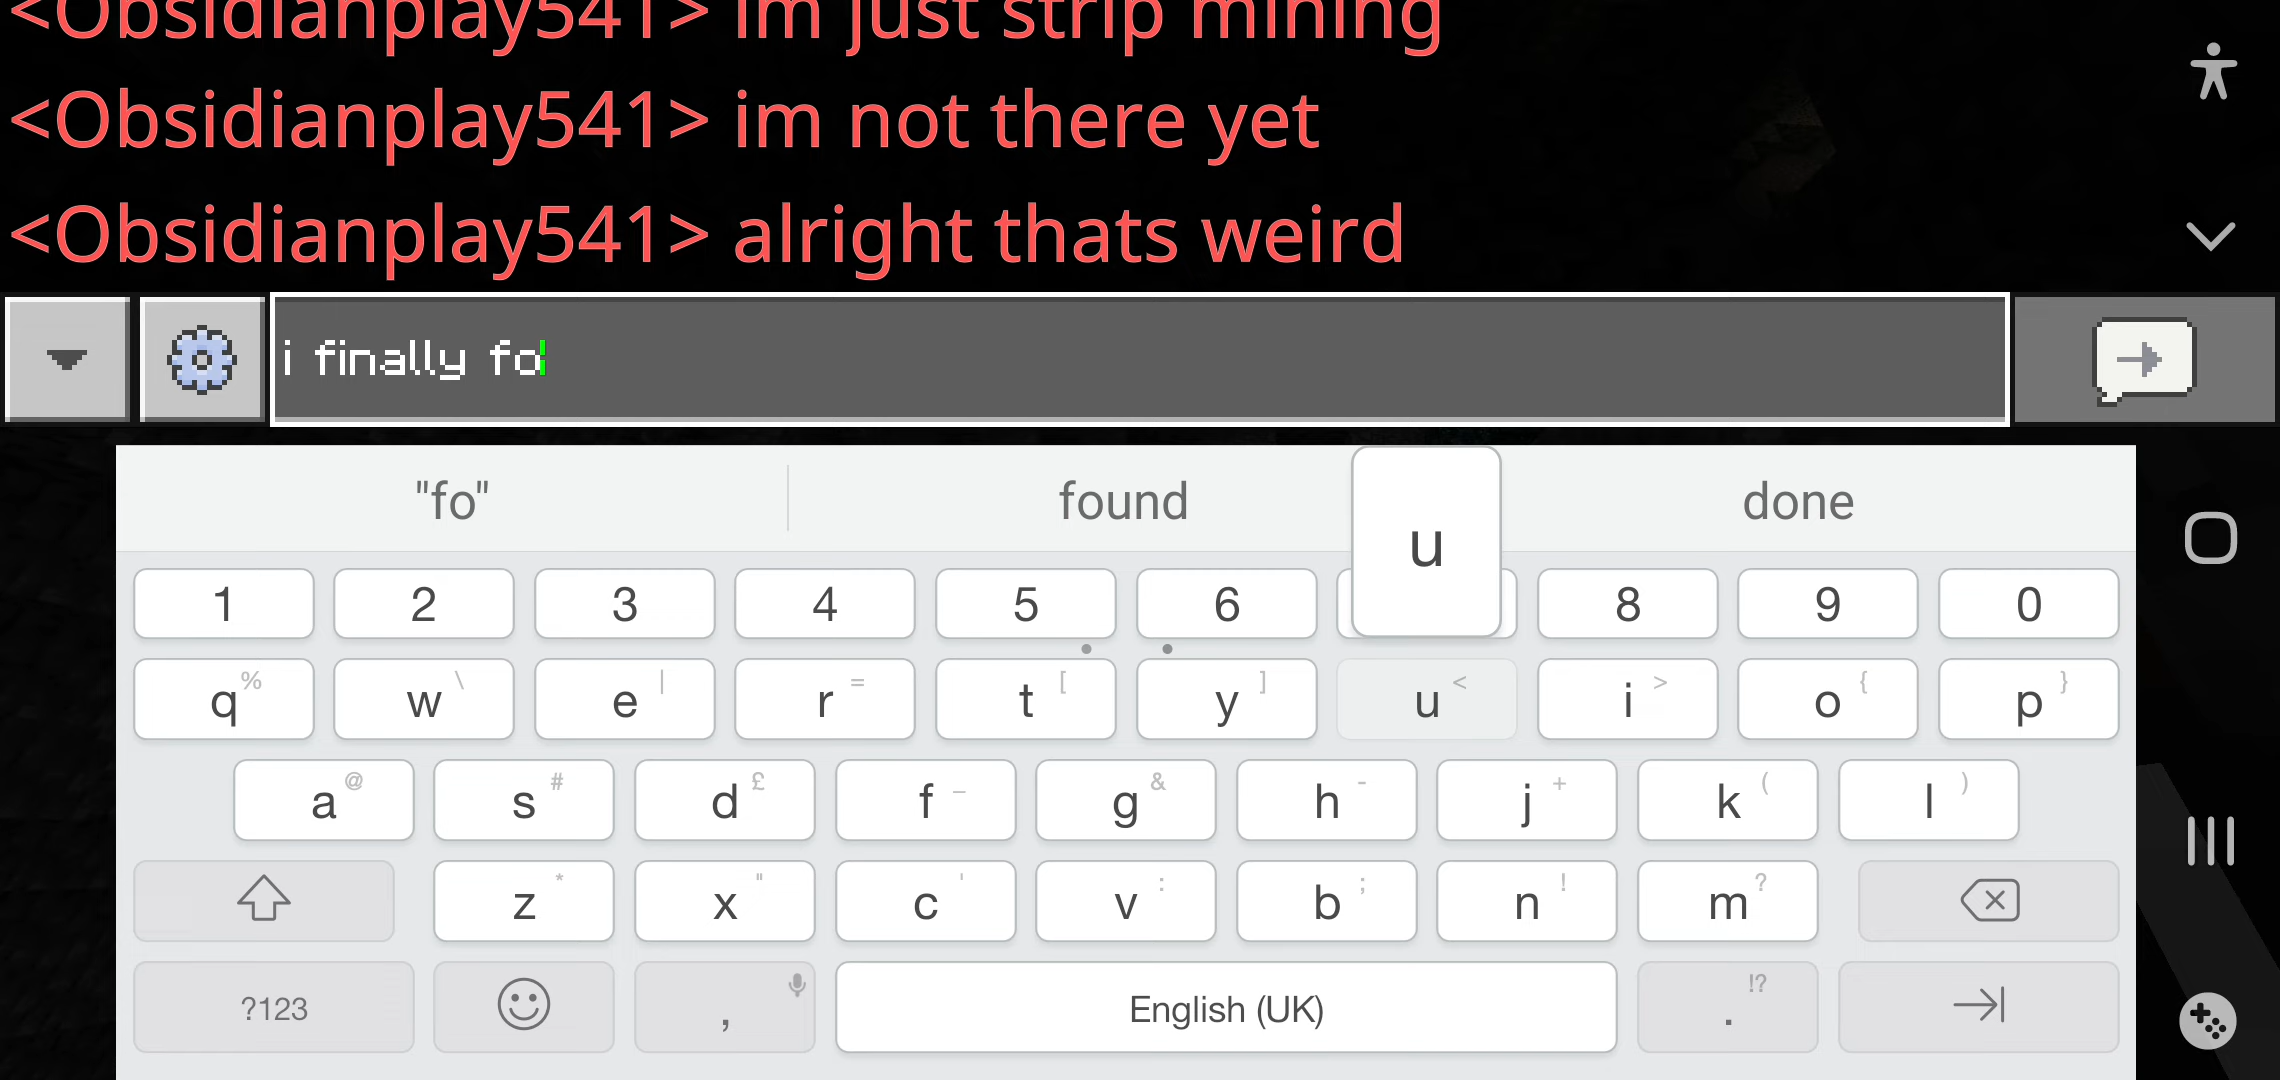 <Obsidianplay541> im just strip mining
<Obsidianplay541> im not there yet
<Obsidianplay541> alright thats weird
i finally fo
"fo" found done
u
1 2 3 4 5 6 8 9 0
q % w \ e | r = t [ y ] u < i > o { p }
a @ s # d £ f _ g & h - j + k ( l )
z * x " c ' v : b ; n ! m ?
?123 , English (UK) . !?